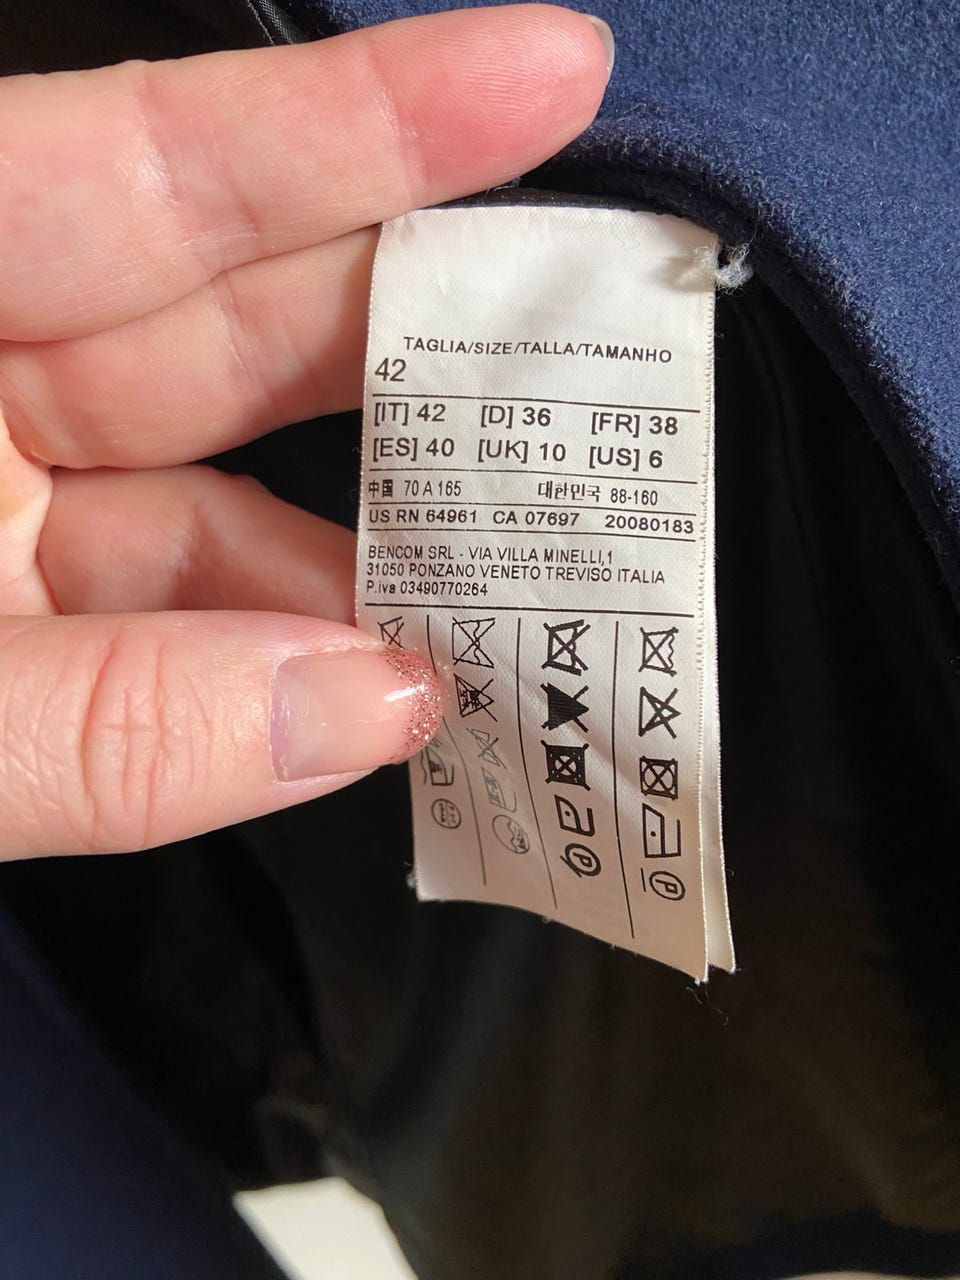 TAGLIA/SIZE/TALLA/TAMANHO
42
[IT] 42 [D] 36 [FR] 38
[ES] 40 [UK] 10 [US] 6
中国 70 A 165 대한민국 88-160
US RN 64961 CA 07697 20080183
BENCOM SRL - VIA VILLA MINELLI,1
31050 PONZANO VENETO TREVISO ITALIA
P.iva 03490770264
P P